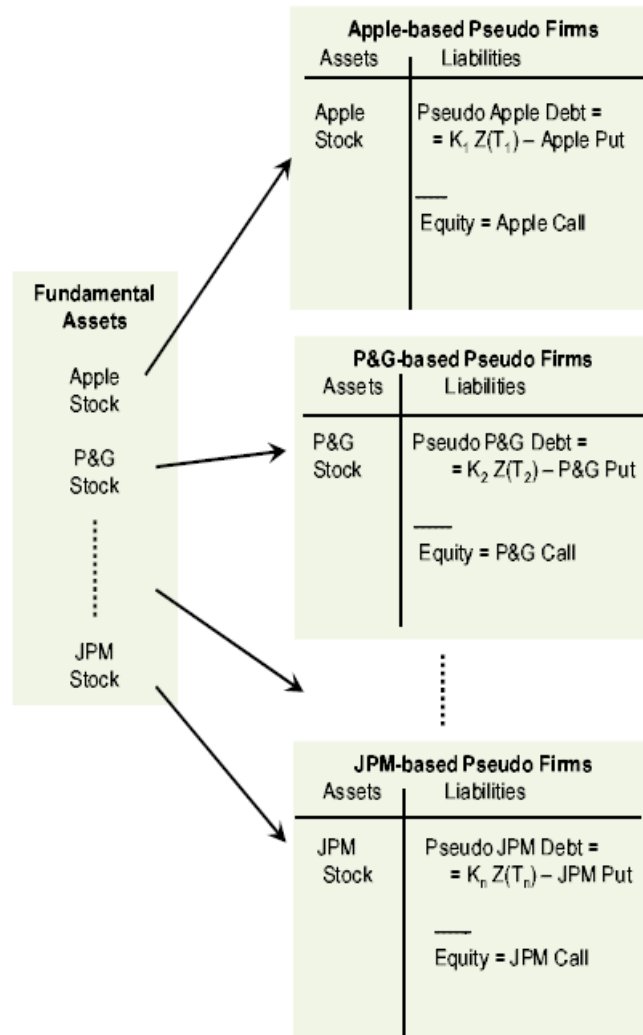 Apple-based Pseudo Firms
Assets Liabilities
Apple Pseudo Apple Debt =
Stock = K₁ Z(T₁) – Apple Put
Equity = Apple Call
Fundamental
Assets
Apple
Stock
P&G
Stock
JPM
Stock
P&G-based Pseudo Firms
Assets Liabilities
P&G Pseudo P&G Debt =
Stock = K₂ Z(T₂) – P&G Put
Equity = P&G Call
JPM-based Pseudo Firms
Assets Liabilities
JPM Pseudo JPM Debt =
Stock = Kₙ Z(Tₙ) – JPM Put
Equity = JPM Call